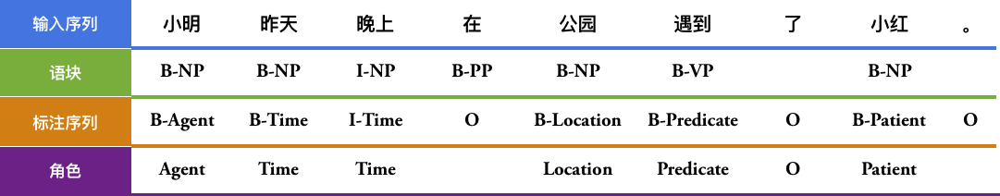 输入序列 小明 昨天 晚上 在 公园 遇到 了 小红 。
语块 B-NP B-NP I-NP B-PP B-NP B-VP B-NP
标注序列 B-Agent B-Time I-Time O B-Location B-Predicate O B-Patient O
角色 Agent Time Time Location Predicate O Patient